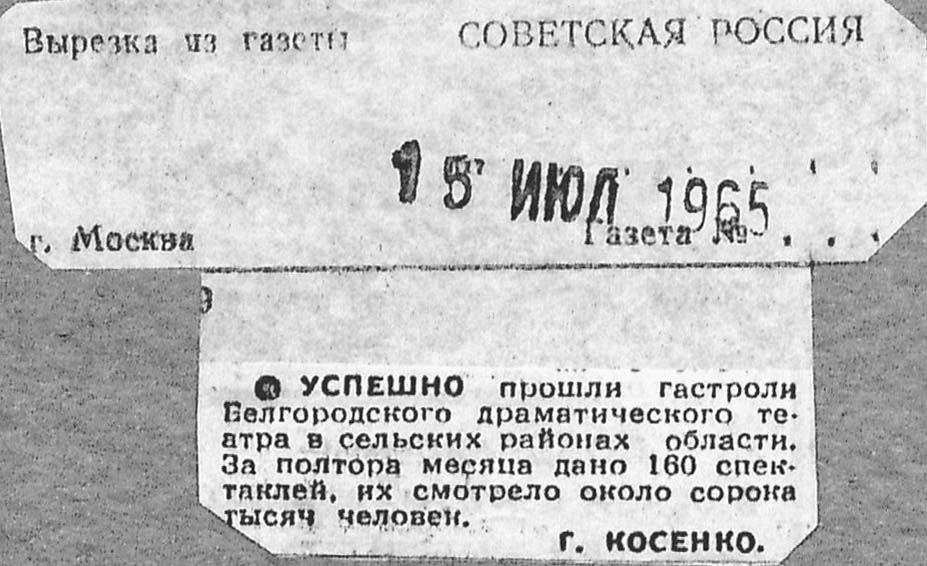 Вырезка из газеты СОВЕТСКАЯ РОССИЯ
15 ИЮЛ 1965
г. Москва Газета № . . .
9
● УСПЕШНО прошли гастроли
Белгородского драматического те-
атра в сельских районах области.
За полтора месяца дано 160 спек-
таклей, их смотрело около сорока
тысяч человек.
Г. КОСЕНКО.